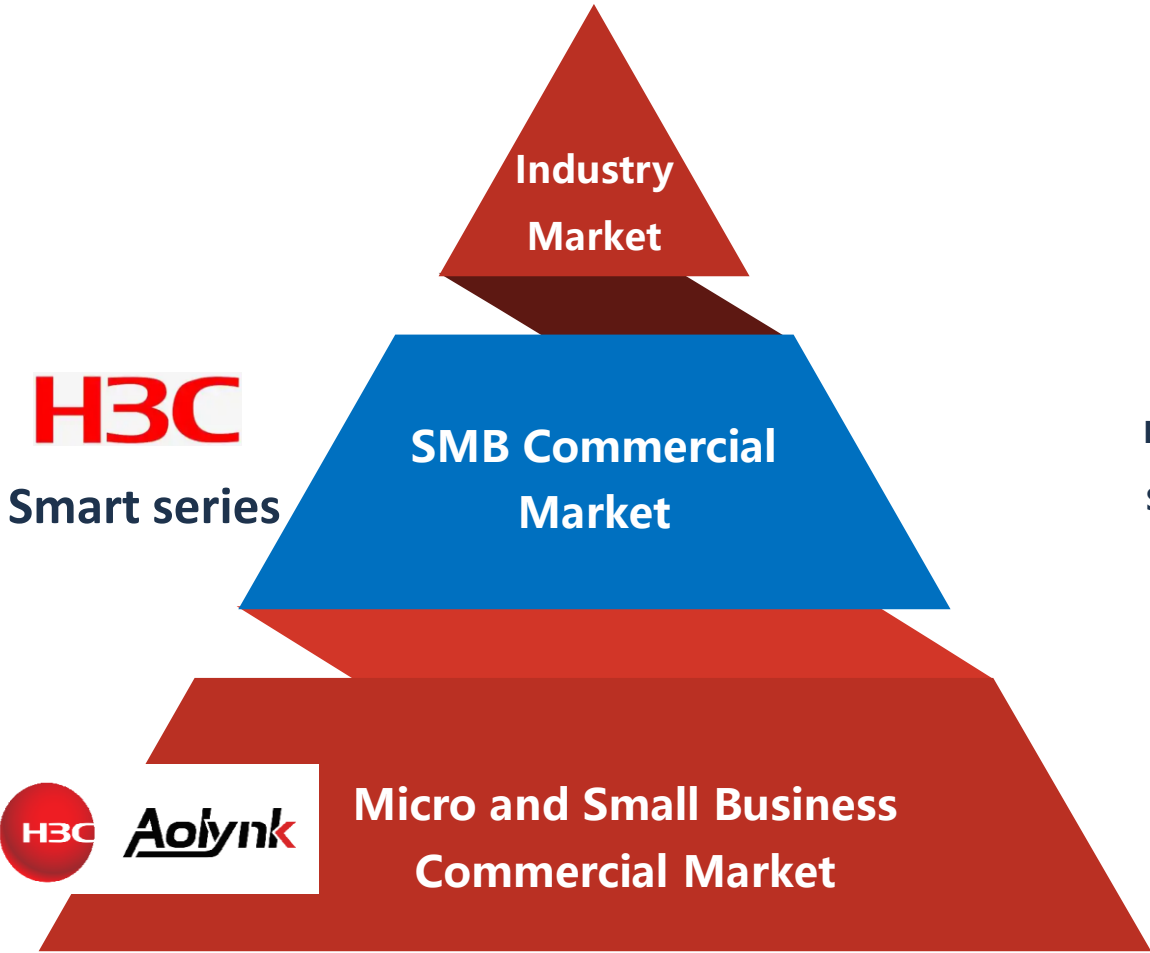 Industry
Market
H3C
Smart series
SMB Commercial
Market
H3C
Aolynk
Micro and Small Business
Commercial Market